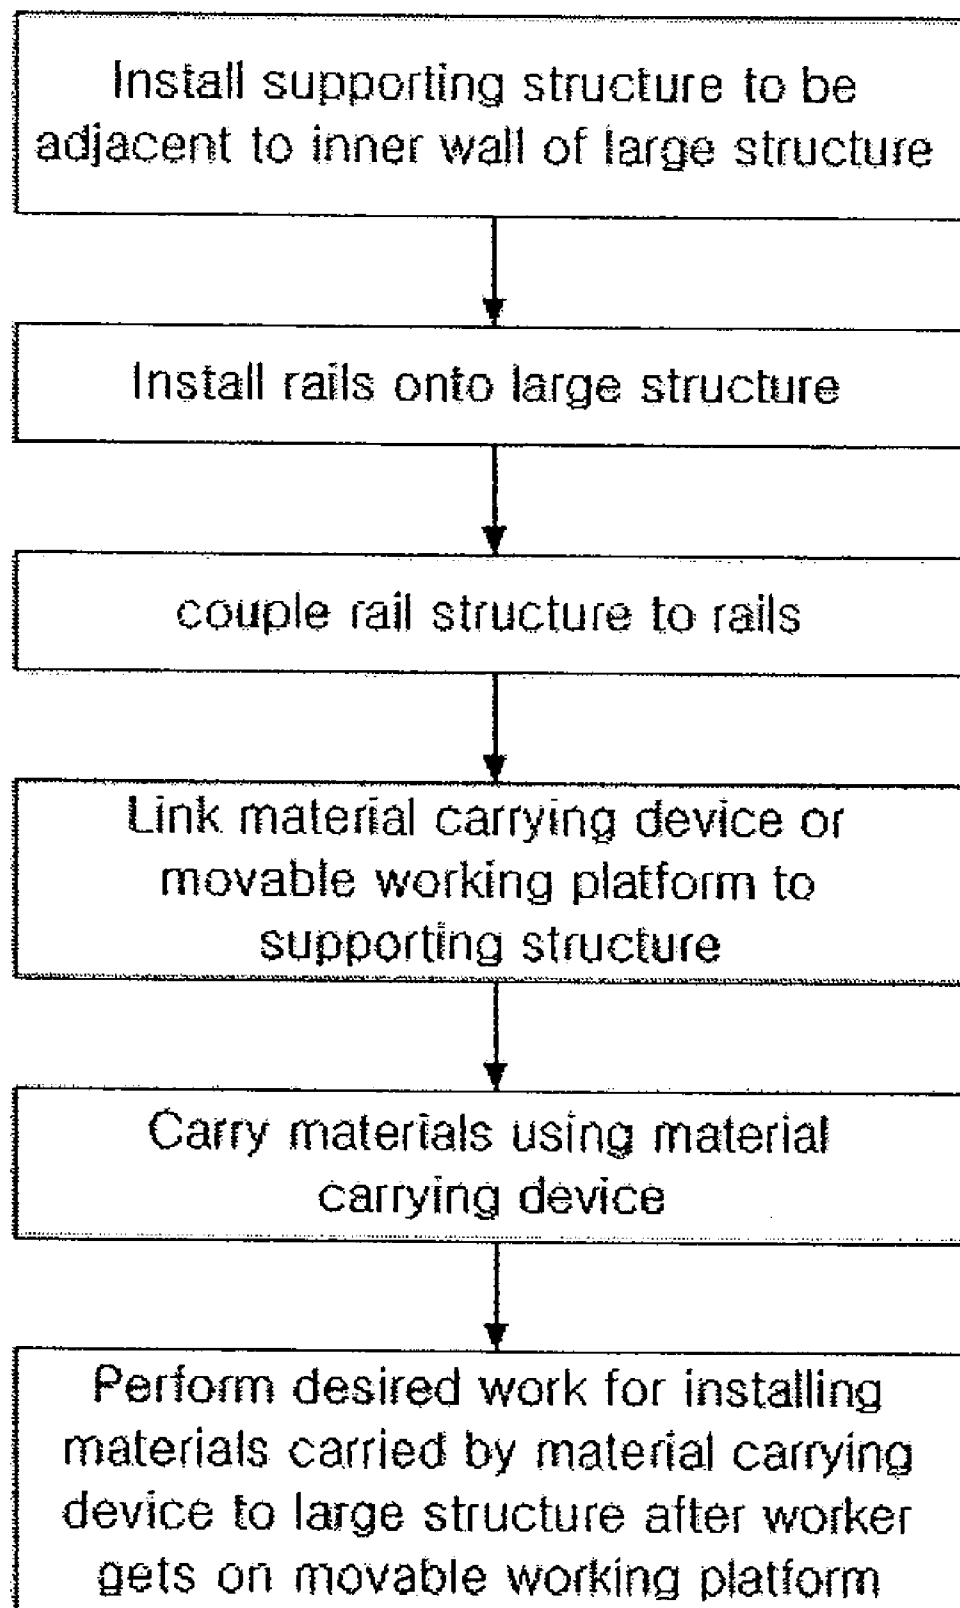 Install supporting structure to be
adjacent to inner wall of large structure
Install rails onto large structure
couple rail structure to rails
Link material carrying device or
movable working platform to
supporting structure
Carry materials using material
carrying device
Perform desired work for installing
materials carried by material carrying
device to large structure after worker
gets on movable working platform